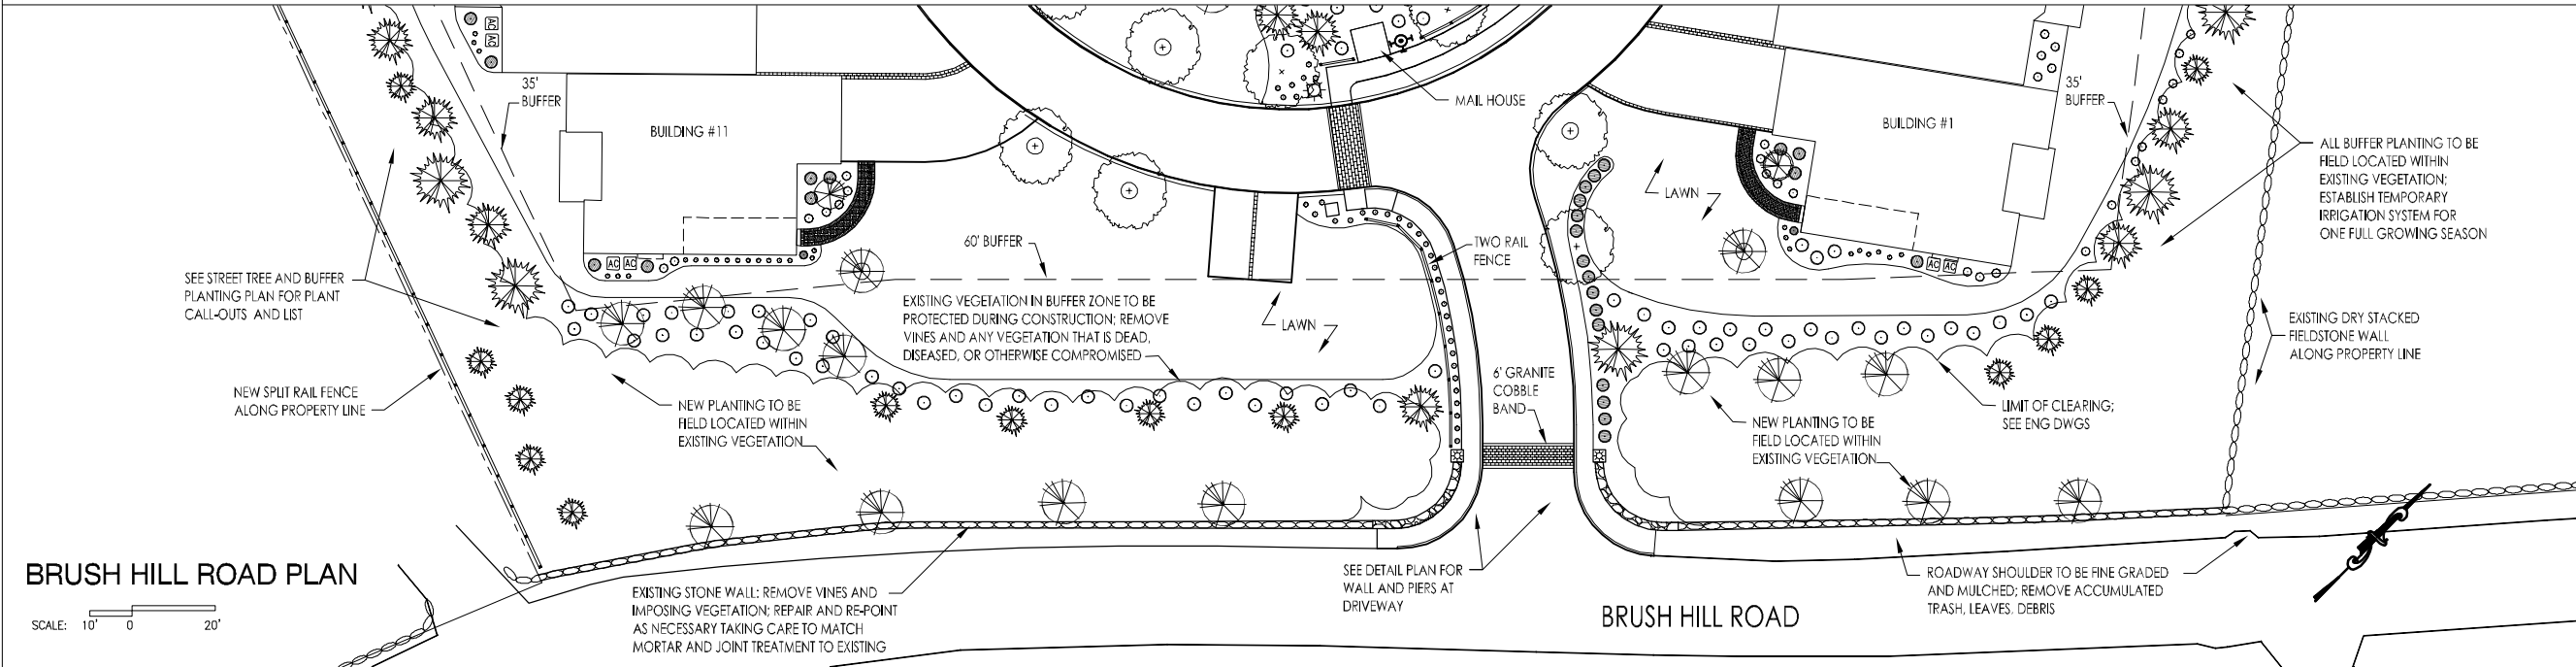 AC
AC
35'
BUFFER
BUILDING #11
MAIL HOUSE
35'
BUFFER
BUILDING #1
ALL BUFFER PLANTING TO BE
FIELD LOCATED WITHIN
EXISTING VEGETATION;
ESTABLISH TEMPORARY
IRRIGATION SYSTEM FOR
ONE FULL GROWING SEASON
LAWN
60' BUFFER
TWO RAIL
FENCE
AC AC
AC AC
SEE STREET TREE AND BUFFER
PLANTING PLAN FOR PLANT
CALL-OUTS AND LIST
EXISTING VEGETATION IN BUFFER ZONE TO BE
PROTECTED DURING CONSTRUCTION; REMOVE
VINES AND ANY VEGETATION THAT IS DEAD,
DISEASED, OR OTHERWISE COMPROMISED
LAWN
EXISTING DRY STACKED
FIELDSTONE WALL
ALONG PROPERTY LINE
NEW SPLIT RAIL FENCE
ALONG PROPERTY LINE
NEW PLANTING TO BE
FIELD LOCATED WITHIN
EXISTING VEGETATION
6' GRANITE
COBBLE
BAND
NEW PLANTING TO BE
FIELD LOCATED WITHIN
EXISTING VEGETATION
LIMIT OF CLEARING;
SEE ENG DWGS
BRUSH HILL ROAD PLAN
SCALE: 10' 0 20'
EXISTING STONE WALL: REMOVE VINES AND
IMPOSING VEGETATION; REPAIR AND RE-POINT
AS NECESSARY TAKING CARE TO MATCH
MORTAR AND JOINT TREATMENT TO EXISTING
SEE DETAIL PLAN FOR
WALL AND PIERS AT
DRIVEWAY
BRUSH HILL ROAD
ROADWAY SHOULDER TO BE FINE GRADED
AND MULCHED; REMOVE ACCUMULATED
TRASH, LEAVES, DEBRIS